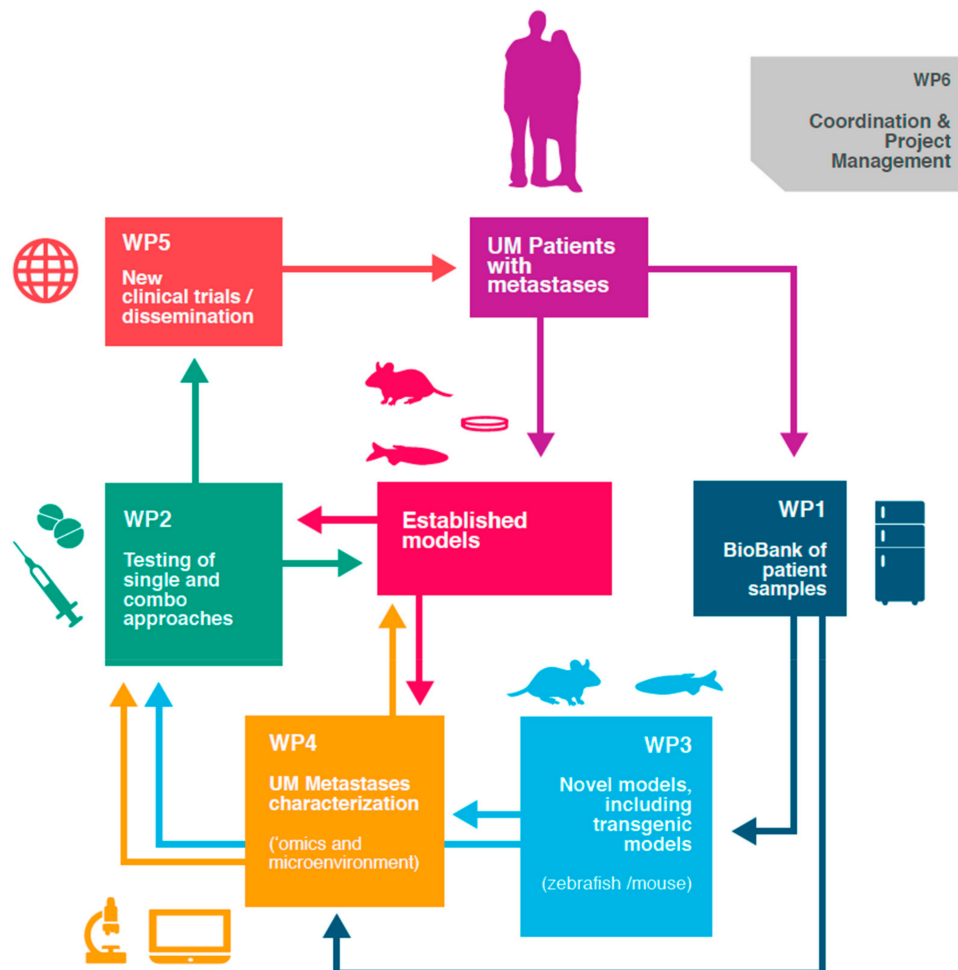 WP6
Coordination &
Project
Management
WP5
New
clinical trials /
dissemination
UM Patients
with
metastases
WP2
Testing of
single and
combo
approaches
Established
models
WP1
BioBank of
patient
samples
WP4
UM Metastases
characterization
('omics and
microenvironment)
WP3
Novel models,
including
transgenic
models
(zebrafish /mouse)